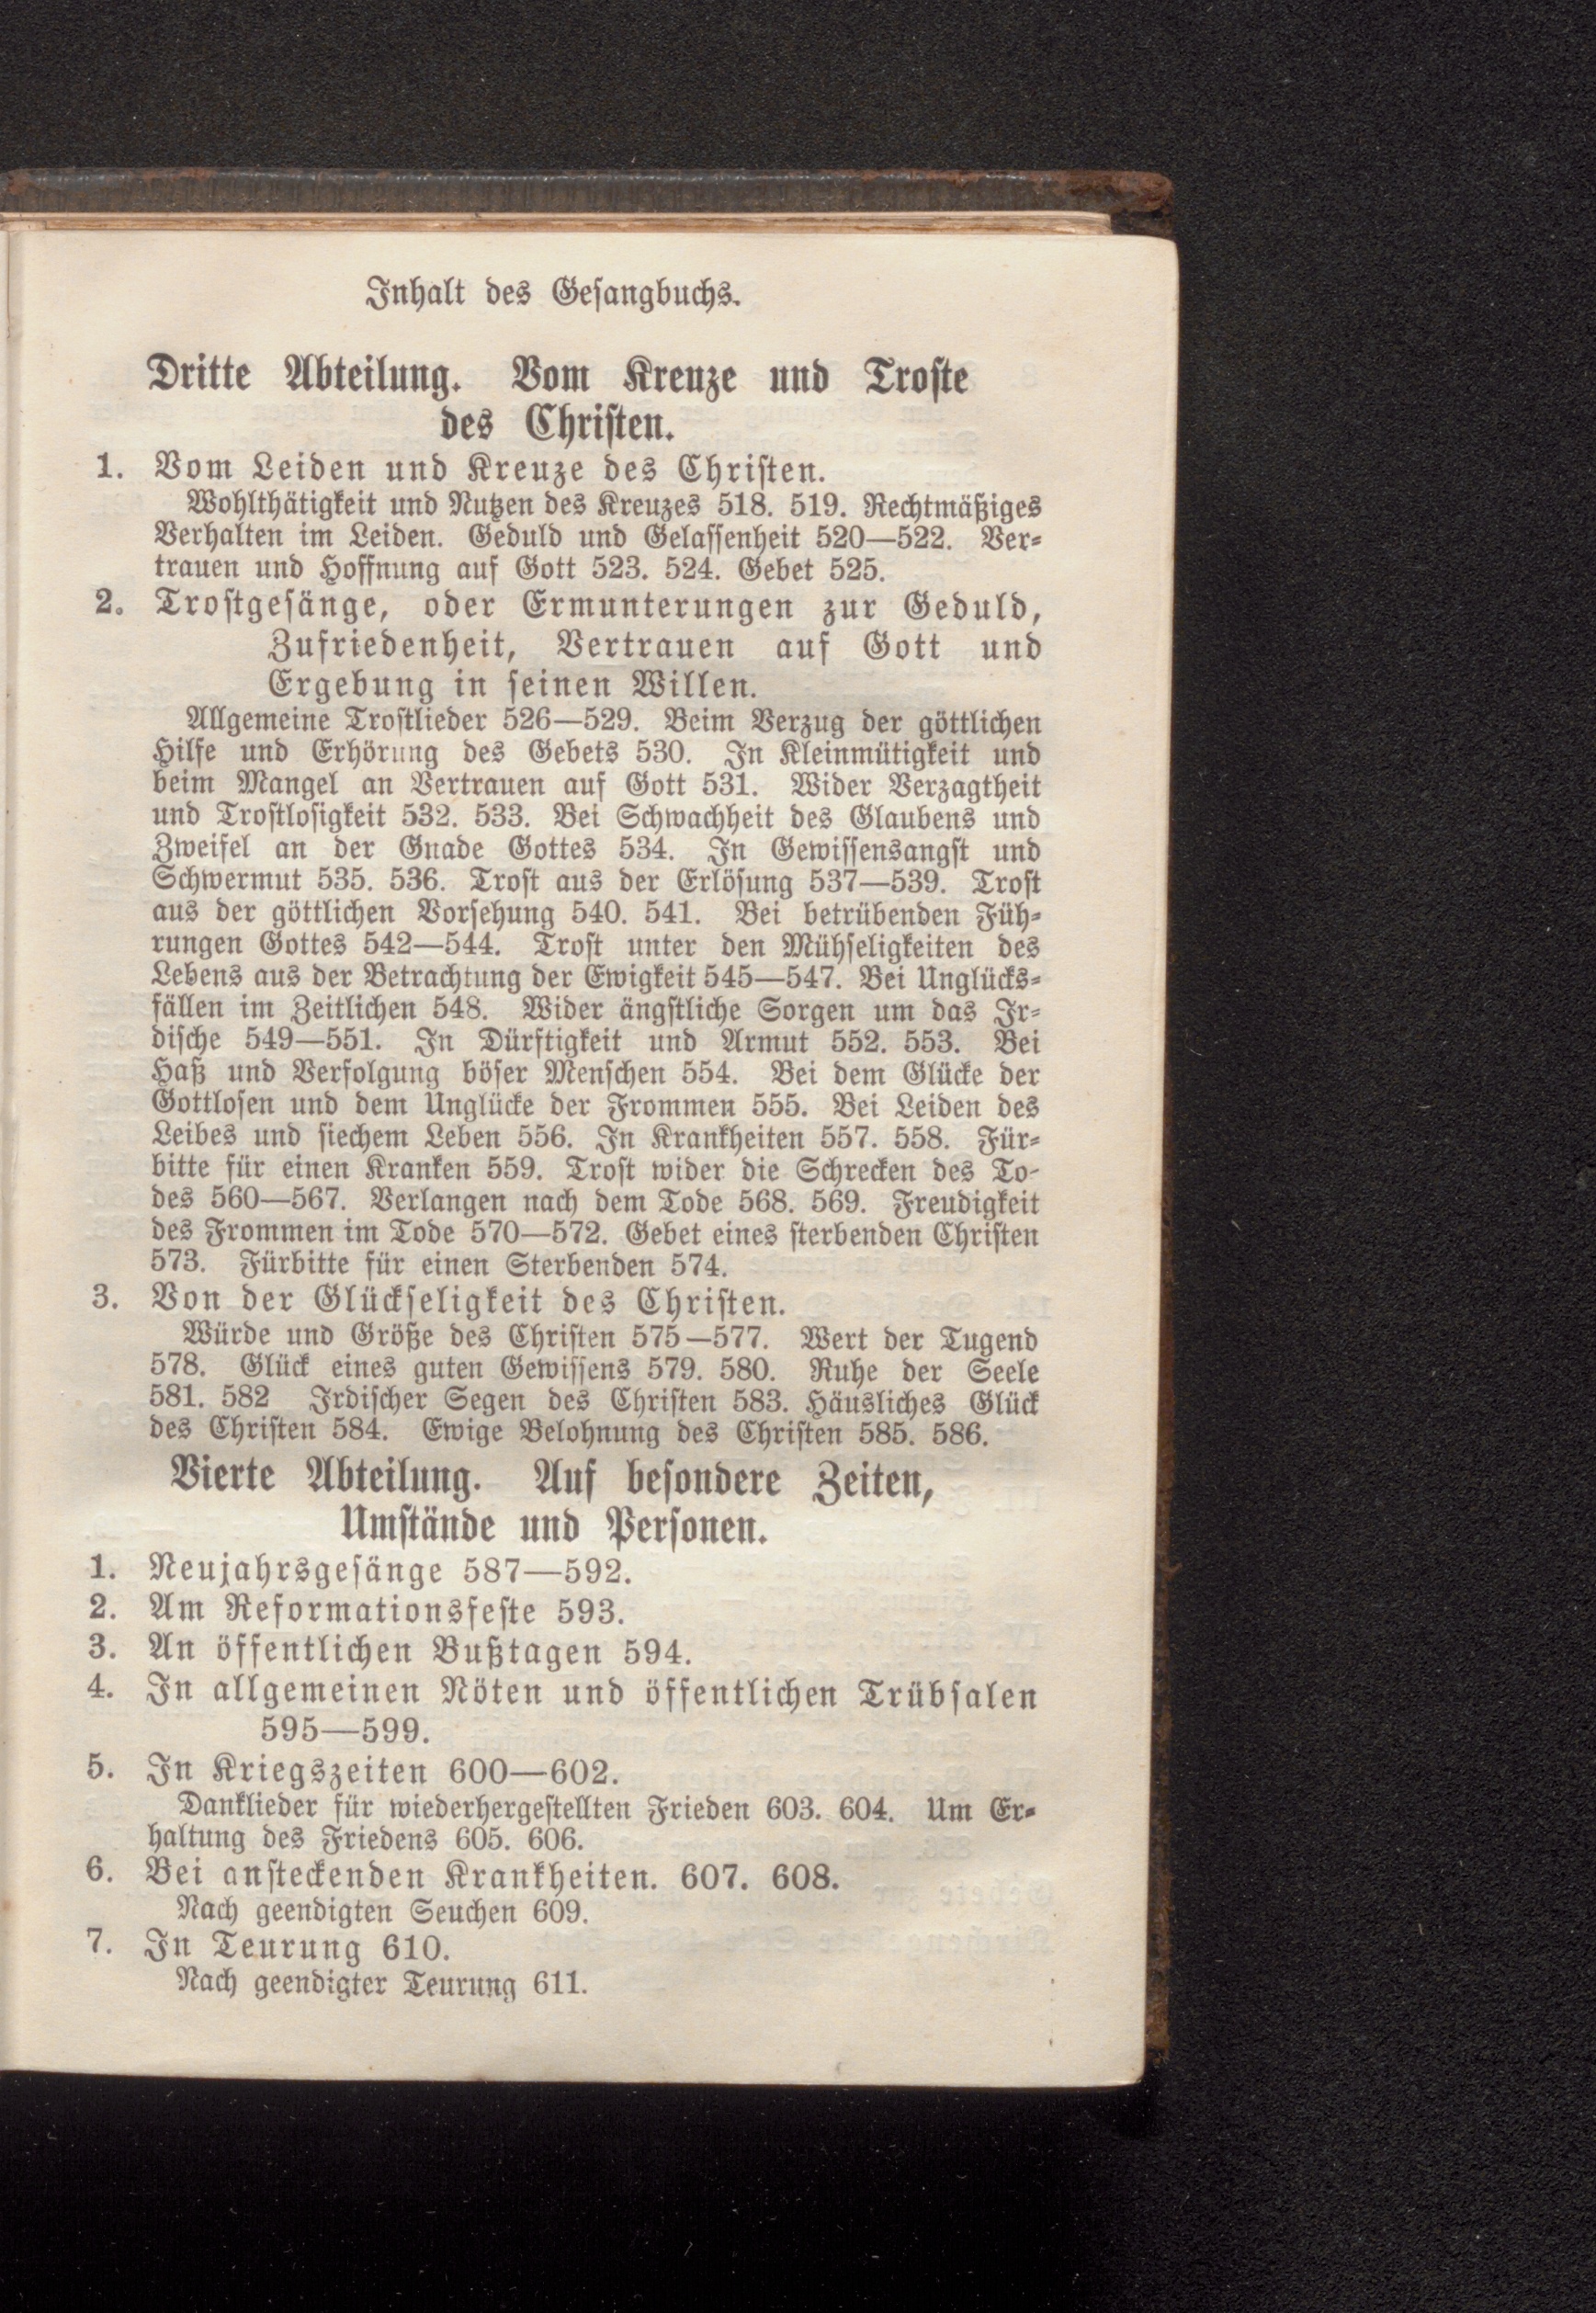 Inhalt des Gesangbuchs.
Dritte Abteilung. Vom Kreuze und Troste
des Christen.
1. Vom Leiden und Kreuze des Christen.
Wohlthätigkeit und Nutzen des Kreuzes 518. 519. Rechtmäßiges
Verhalten im Leiden. Geduld und Gelassenheit 520—522. Ver-
trauen und Hoffnung auf Gott 523. 524. Gebet 525.
2. Trostgesänge, oder Ermunterungen zur Geduld,
Zufriedenheit, Vertrauen auf Gott und
Ergebung in seinen Willen.
Allgemeine Trostlieder 526—529. Beim Verzug der göttlichen
Hilfe und Erhörung des Gebets 530. In Kleinmütigkeit und
beim Mangel an Vertrauen auf Gott 531. Wider Verzagtheit
und Trostlosigkeit 532. 533. Bei Schwachheit des Glaubens und
Zweifel an der Gnade Gottes 534. In Gewissensangst und
Schwermut 535. 536. Trost aus der Erlösung 537—539. Trost
aus der göttlichen Vorsehung 540. 541. Bei betrübenden Füh-
rungen Gottes 542—544. Trost unter den Mühseligkeiten des
Lebens aus der Betrachtung der Ewigkeit 545—547. Bei Unglücks-
fällen im Zeitlichen 548. Wider ängstliche Sorgen um das Ir-
dische 549—551. In Dürftigkeit und Armut 552. 553. Bei
Haß und Verfolgung böser Menschen 554. Bei dem Glücke der
Gottlosen und dem Unglücke der Frommen 555. Bei Leiden des
Leibes und siechem Leben 556. In Krankheiten 557. 558. Für-
bitte für einen Kranken 559. Trost wider die Schrecken des To-
des 560—567. Verlangen nach dem Tode 568. 569. Freudigkeit
des Frommen im Tode 570—572. Gebet eines sterbenden Christen
573. Fürbitte für einen Sterbenden 574.
3. Von der Glückseligkeit des Christen.
Würde und Größe des Christen 575—577. Wert der Tugend
578. Glück eines guten Gewissens 579. 580. Ruhe der Seele
581. 582 Irdischer Segen des Christen 583. Häusliches Glück
des Christen 584. Ewige Belohnung des Christen 585. 586.
Vierte Abteilung. Auf besondere Zeiten,
Umstände und Personen.
1. Neujahrsgesänge 587—592.
2. Am Reformationsfeste 593.
3. An öffentlichen Bußtagen 594.
4. In allgemeinen Nöten und öffentlichen Trübsalen
595—599.
5. In Kriegszeiten 600—602.
Danklieder für wiederhergestellten Frieden 603. 604. Um Er-
haltung des Friedens 605. 606.
6. Bei ansteckenden Krankheiten. 607. 608.
Nach geendigten Seuchen 609.
7. In Teurung 610.
Nach geendigter Teurung 611.